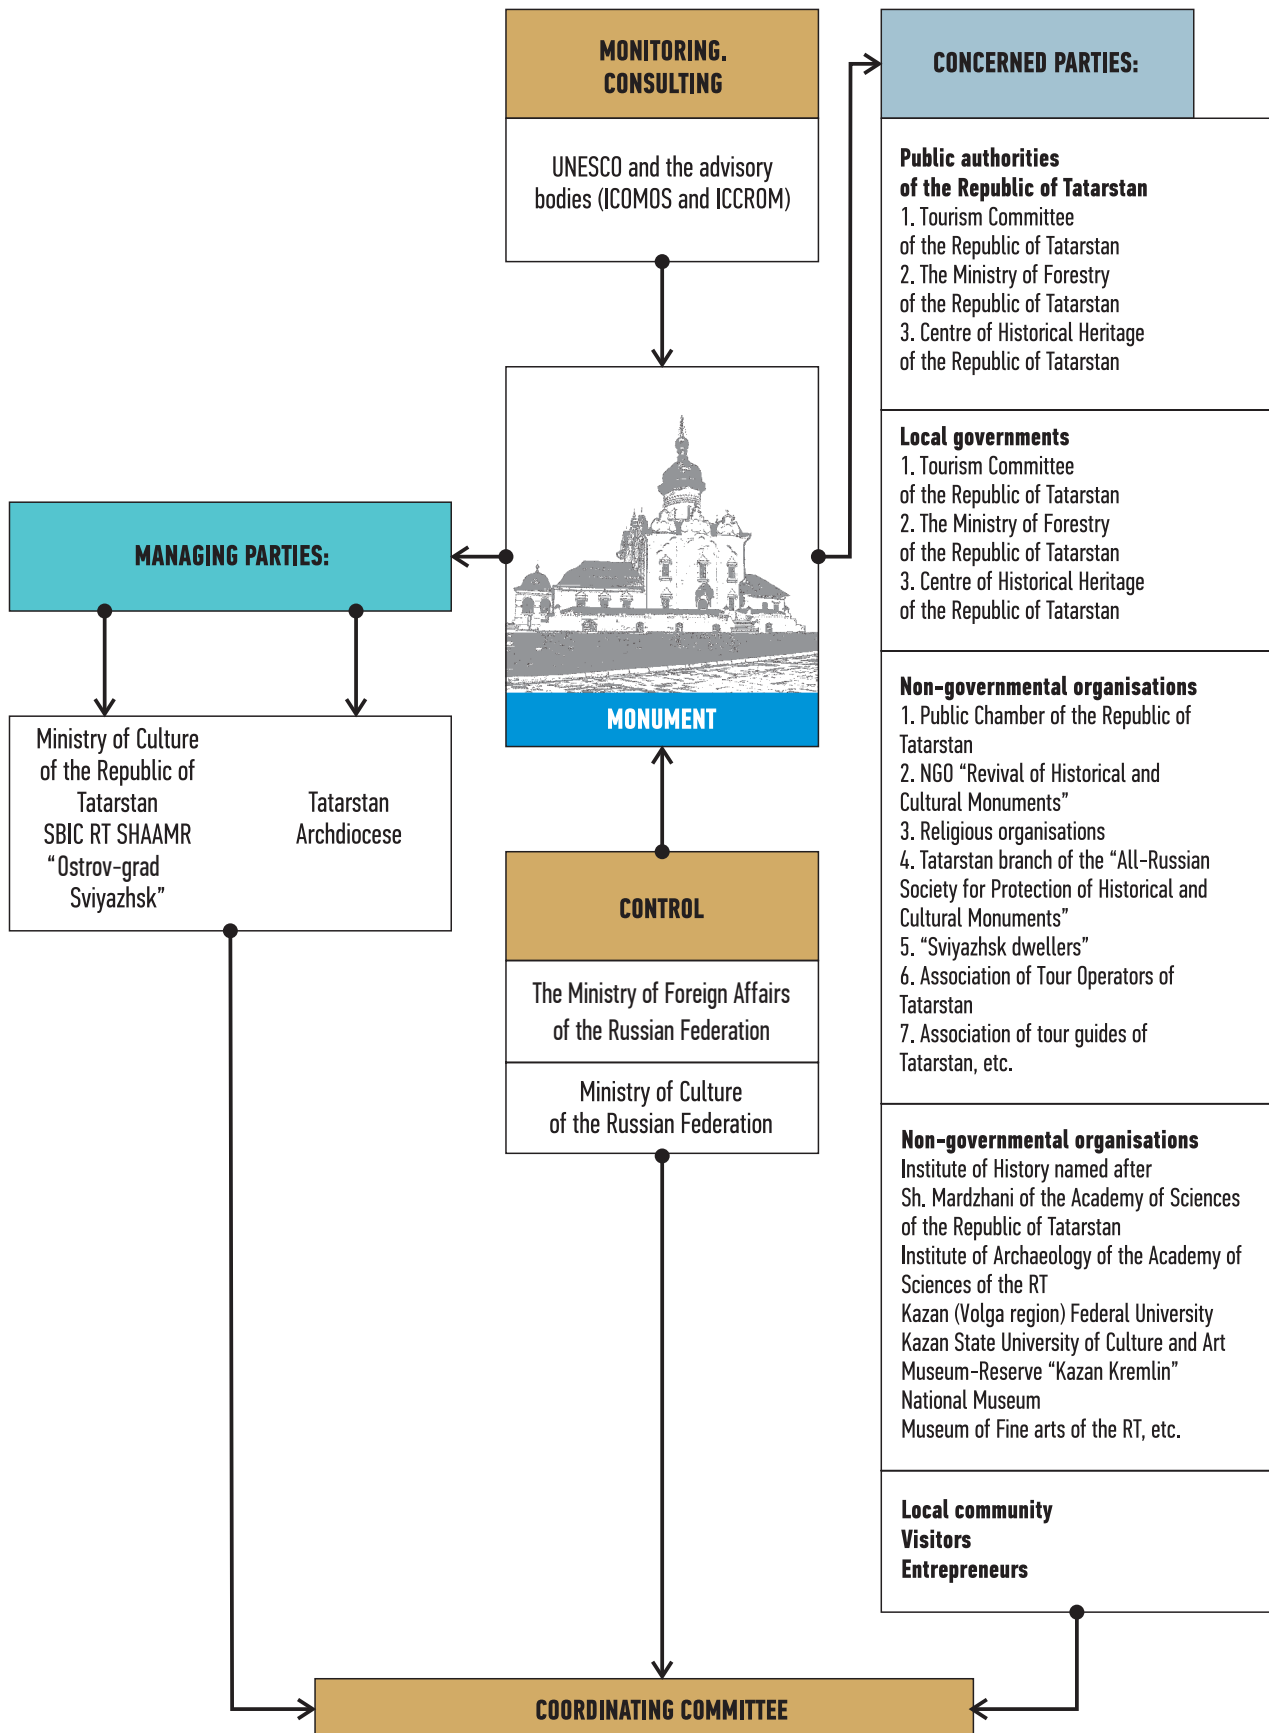 MONITORING.
CONSULTING
UNESCO and the advisory
bodies (ICOMOS and ICCROM)
CONCERNED PARTIES:
Public authorities
of the Republic of Tatarstan
1. Tourism Committee
of the Republic of Tatarstan
2. The Ministry of Forestry
of the Republic of Tatarstan
3. Centre of Historical Heritage
of the Republic of Tatarstan
Local governments
1. Tourism Committee
of the Republic of Tatarstan
2. The Ministry of Forestry
of the Republic of Tatarstan
3. Centre of Historical Heritage
of the Republic of Tatarstan
Non-governmental organisations
1. Public Chamber of the Republic of
Tatarstan
2. NGO “Revival of Historical and
Cultural Monuments”
3. Religious organisations
4. Tatarstan branch of the “All-Russian
Society for Protection of Historical and
Cultural Monuments”
5. “Sviyazhsk dwellers”
6. Association of Tour Operators of
Tatarstan
7. Association of tour guides of
Tatarstan, etc.
Non-governmental organisations
Institute of History named after
Sh. Mardzhani of the Academy of Sciences
of the Republic of Tatarstan
Institute of Archaeology of the Academy of
Sciences of the RT
Kazan (Volga region) Federal University
Kazan State University of Culture and Art
Museum-Reserve “Kazan Kremlin”
National Museum
Museum of Fine arts of the RT, etc.
Local community
Visitors
Entrepreneurs
MANAGING PARTIES:
Ministry of Culture
of the Republic of
Tatarstan
SBIC RT SHAAMR
“Ostrov-grad
Sviyazhsk”
Tatarstan
Archdiocese
MONUMENT
CONTROL
The Ministry of Foreign Affairs
of the Russian Federation
Ministry of Culture
of the Russian Federation
COORDINATING COMMITTEE